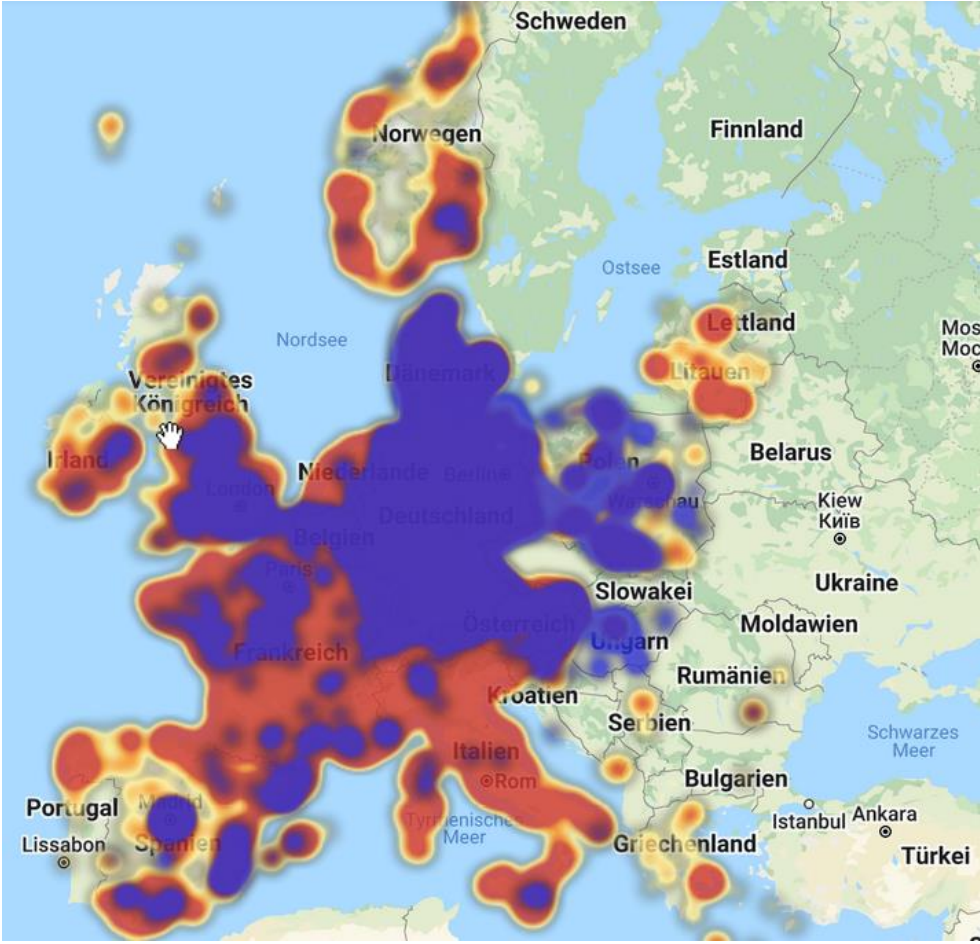 Schweden
Norwegen
Finnland
Estland
Ostsee
Lettland
Mos
Мос
Nordsee
Dänemark
Litauen
Vereinigtes
Königreich
Irland
Niederlande
Berlin
Polen
Belarus
London
Warschau
Kiew
Київ
Deutschland
Belgien
Paris
Slowakei
Ukraine
Österreich
Moldawien
Frankreich
Ungarn
Rumänien
Kroatien
Serbien
Schwarzes
Meer
Italien
Rom
Bulgarien
Portugal
Madrid
Istanbul
Ankara
Tyrrhenisches
Meer
Lissabon
Spanien
Griechenland
Türkei